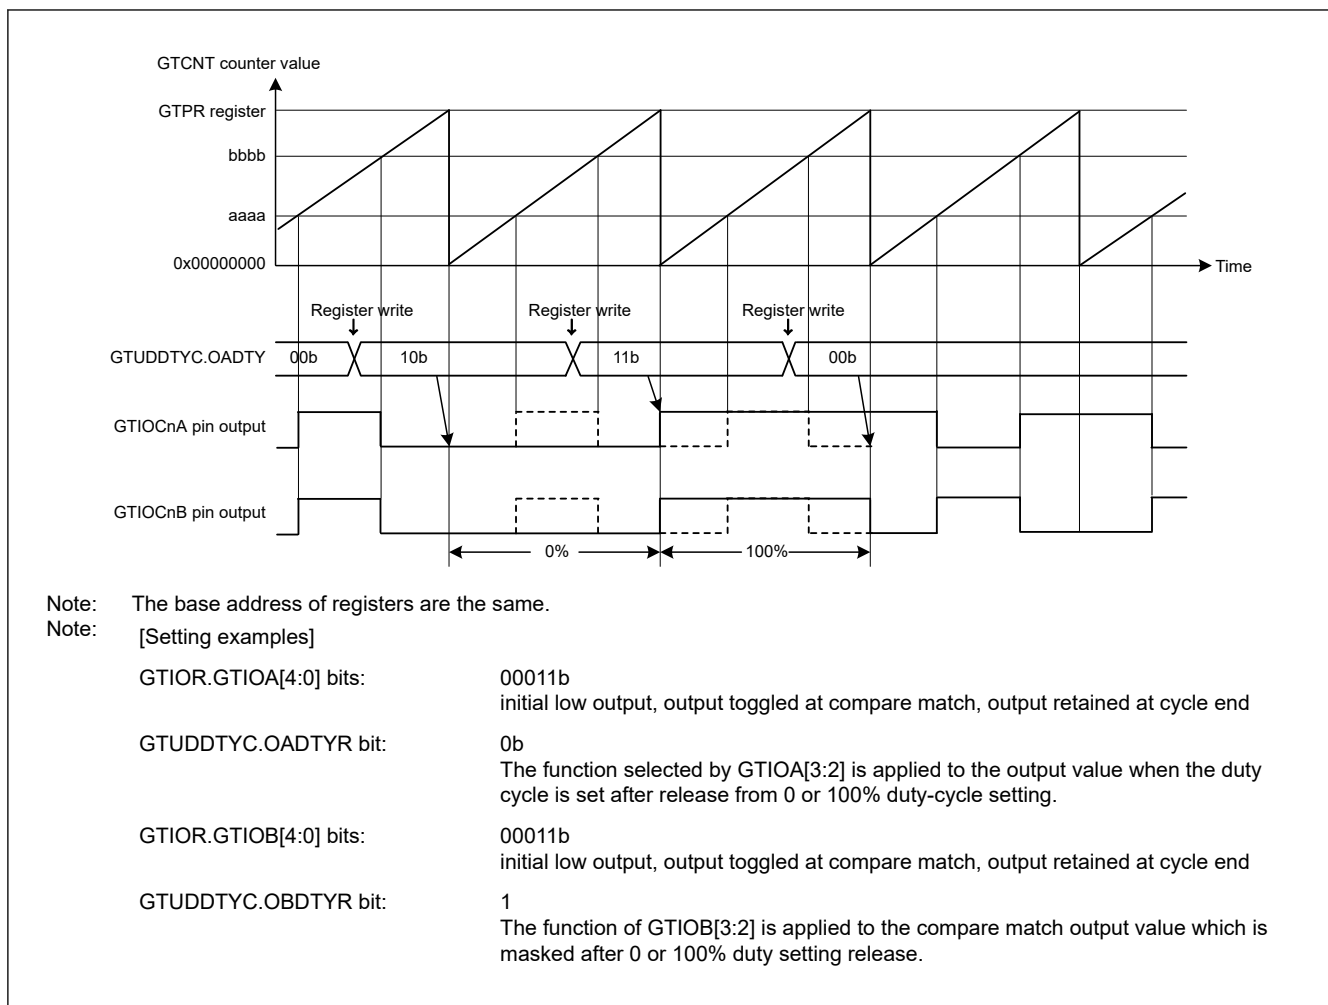 GTCNT counter value
GTPR register
bbbb
aaaa
0x00000000
Time
Register write Register write Register write
GTUDDTYC.OADTY 00b 10b 11b 00b
GTIOCnA pin output
GTIOCnB pin output
0% 100%
Note: The base address of registers are the same.
Note: [Setting examples]
GTIOR.GTIOA[4:0] bits: 00011b
initial low output, output toggled at compare match, output retained at cycle end
GTUDDTYC.OADTYR bit: 0b
The function selected by GTIOA[3:2] is applied to the output value when the duty
cycle is set after release from 0 or 100% duty-cycle setting.
GTIOR.GTIOB[4:0] bits: 00011b
initial low output, output toggled at compare match, output retained at cycle end
GTUDDTYC.OBDTYR bit: 1
The function of GTIOB[3:2] is applied to the compare match output value which is
masked after 0 or 100% duty setting release.